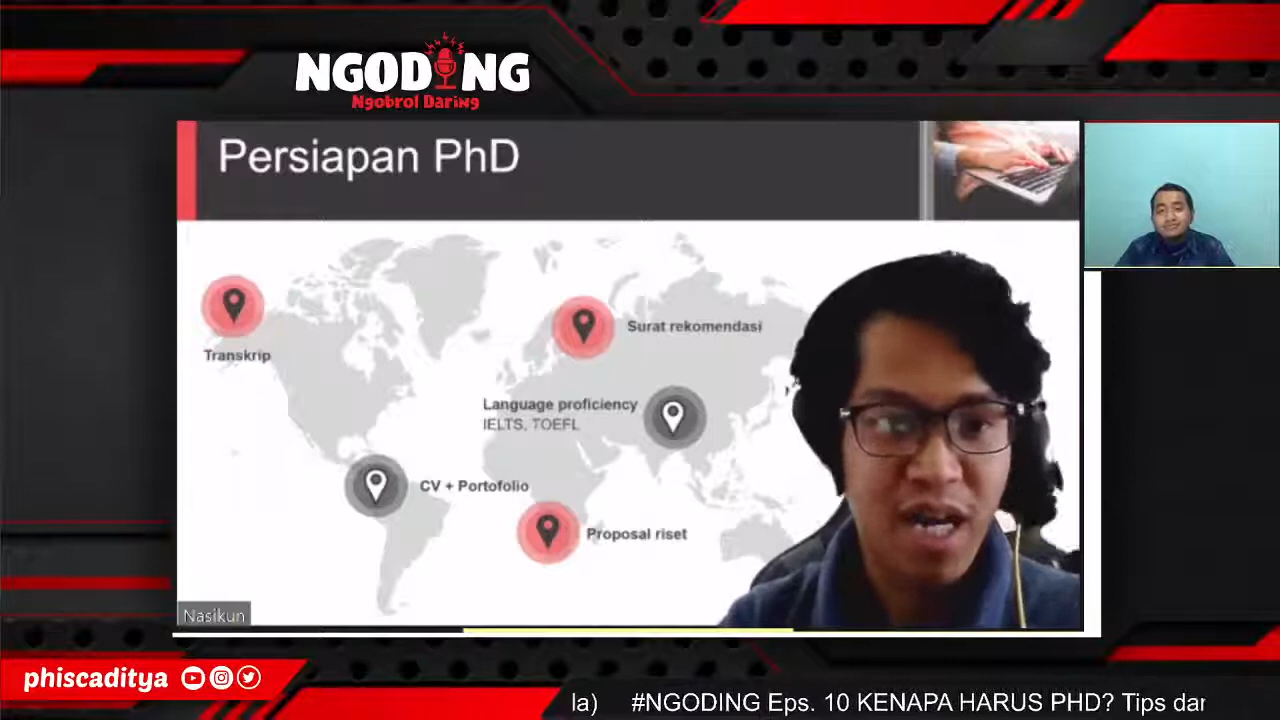 NGODING
Ngobrol Daring
Persiapan PhD
Transkrip
Surat rekomendasi
Language proficiency
IELTS, TOEFL
CV + Portofolio
Proposal riset
Nasikun
phiscaditya
la) #NGODING Eps. 10 KENAPA HARUS PHD? Tips dar